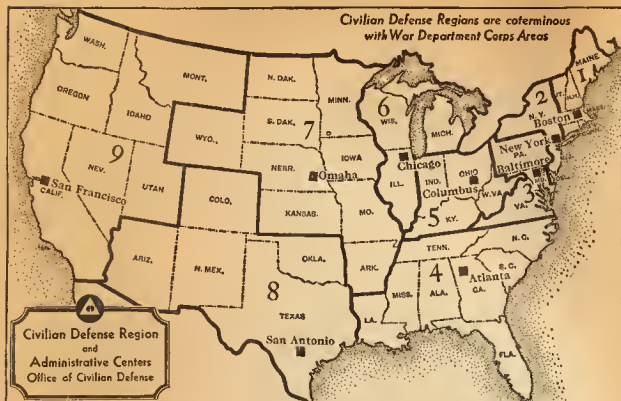 Civilian Defense Regions are coterminous
with War Department Corps Areas
WASH.
OREGON
IDAHO
MONT.
WYO.
NEV.
UTAH
CALIF.
9
San Francisco
N. DAK.
S. DAK.
NEBR.
KANSAS.
MINN.
IOWA
MO.
ARK.
7
Omaha
COLO.
ARIZ.
N. MEX.
OKLA.
TEXAS
8
San Antonio
WIS.
MICH.
ILL.
6
Chicago
IND.
OHIO
W.VA
KY.
5
Columbus
TENN.
N.C.
S.C.
MISS.
ALA.
GA.
LA.
FLA.
4
Atlanta
MAINE
VT.
N.H.
1
Boston
MASS.
N.Y.
2
New York
PA.
Baltimore
MD.
VA.
3
Civilian Defense Region
and
Administrative Centers
Office of Civilian Defense